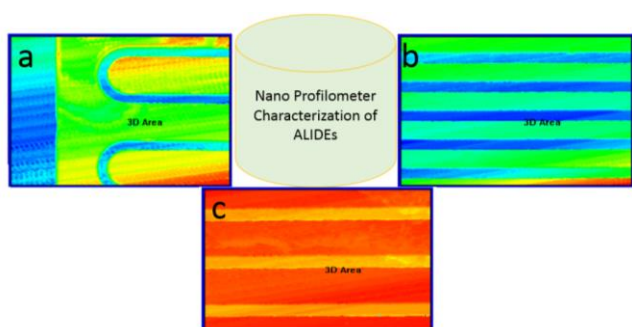 a
b
Nano Profilometer
Characterization of
ALIDEs
3D Area
3D Area
c
3D Area